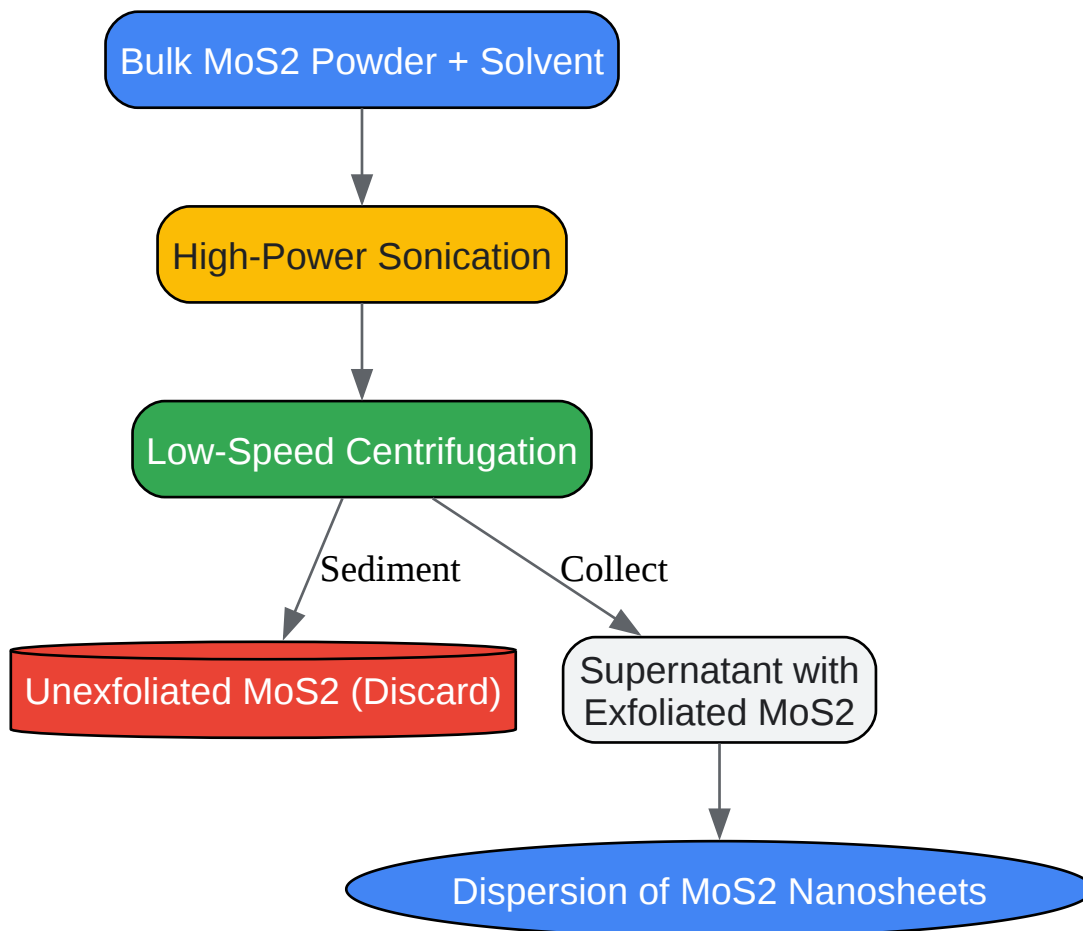 Bulk MoS2 Powder + Solvent
High-Power Sonication
Low-Speed Centrifugation
Sediment
Collect
Unexfoliated MoS2 (Discard)
Supernatant with
Exfoliated MoS2
Dispersion of MoS2 Nanosheets